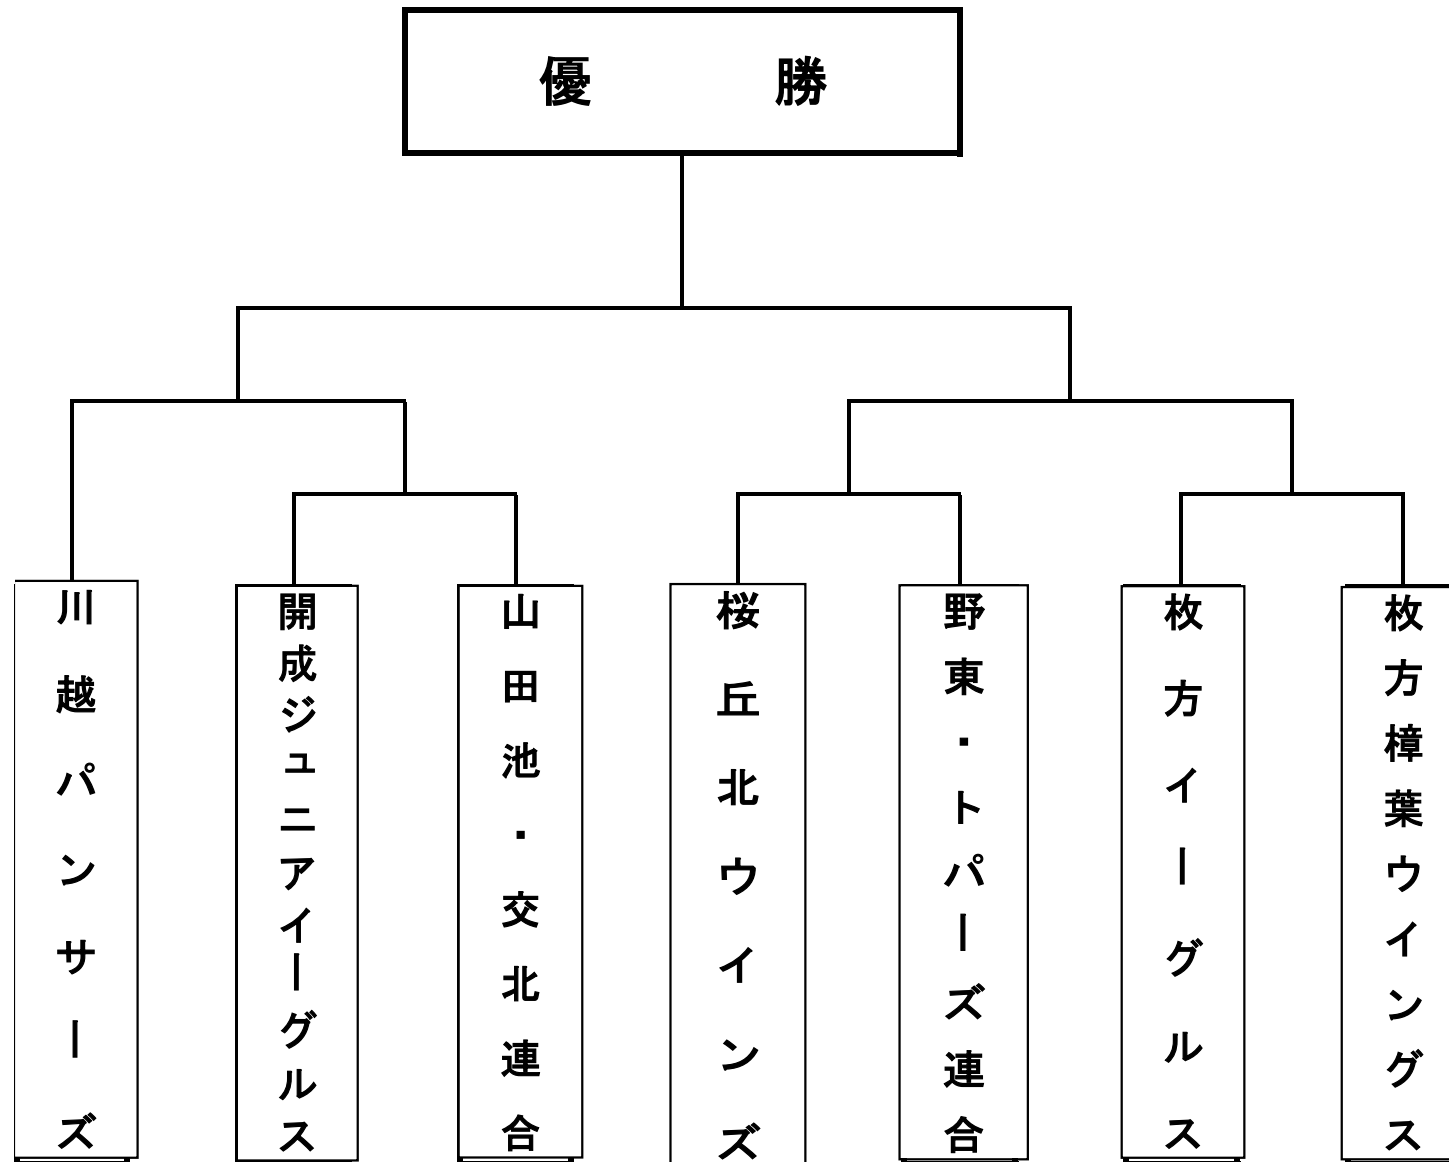 優 勝
川越パンサーズ
開成ジュニアイーグルス
山田池・交北連合
桜丘北ウインズ
野東・トパーズ連合
枚方イーグルス
枚方樟葉ウイングス